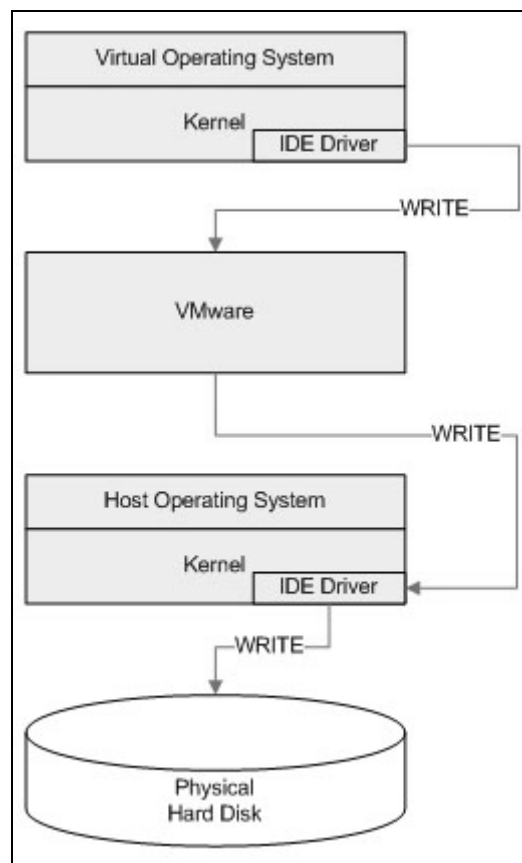 Virtual Operating System
Kernel
IDE Driver
WRITE
VMware
WRITE
Host Operating System
Kernel
IDE Driver
WRITE
Physical
Hard Disk